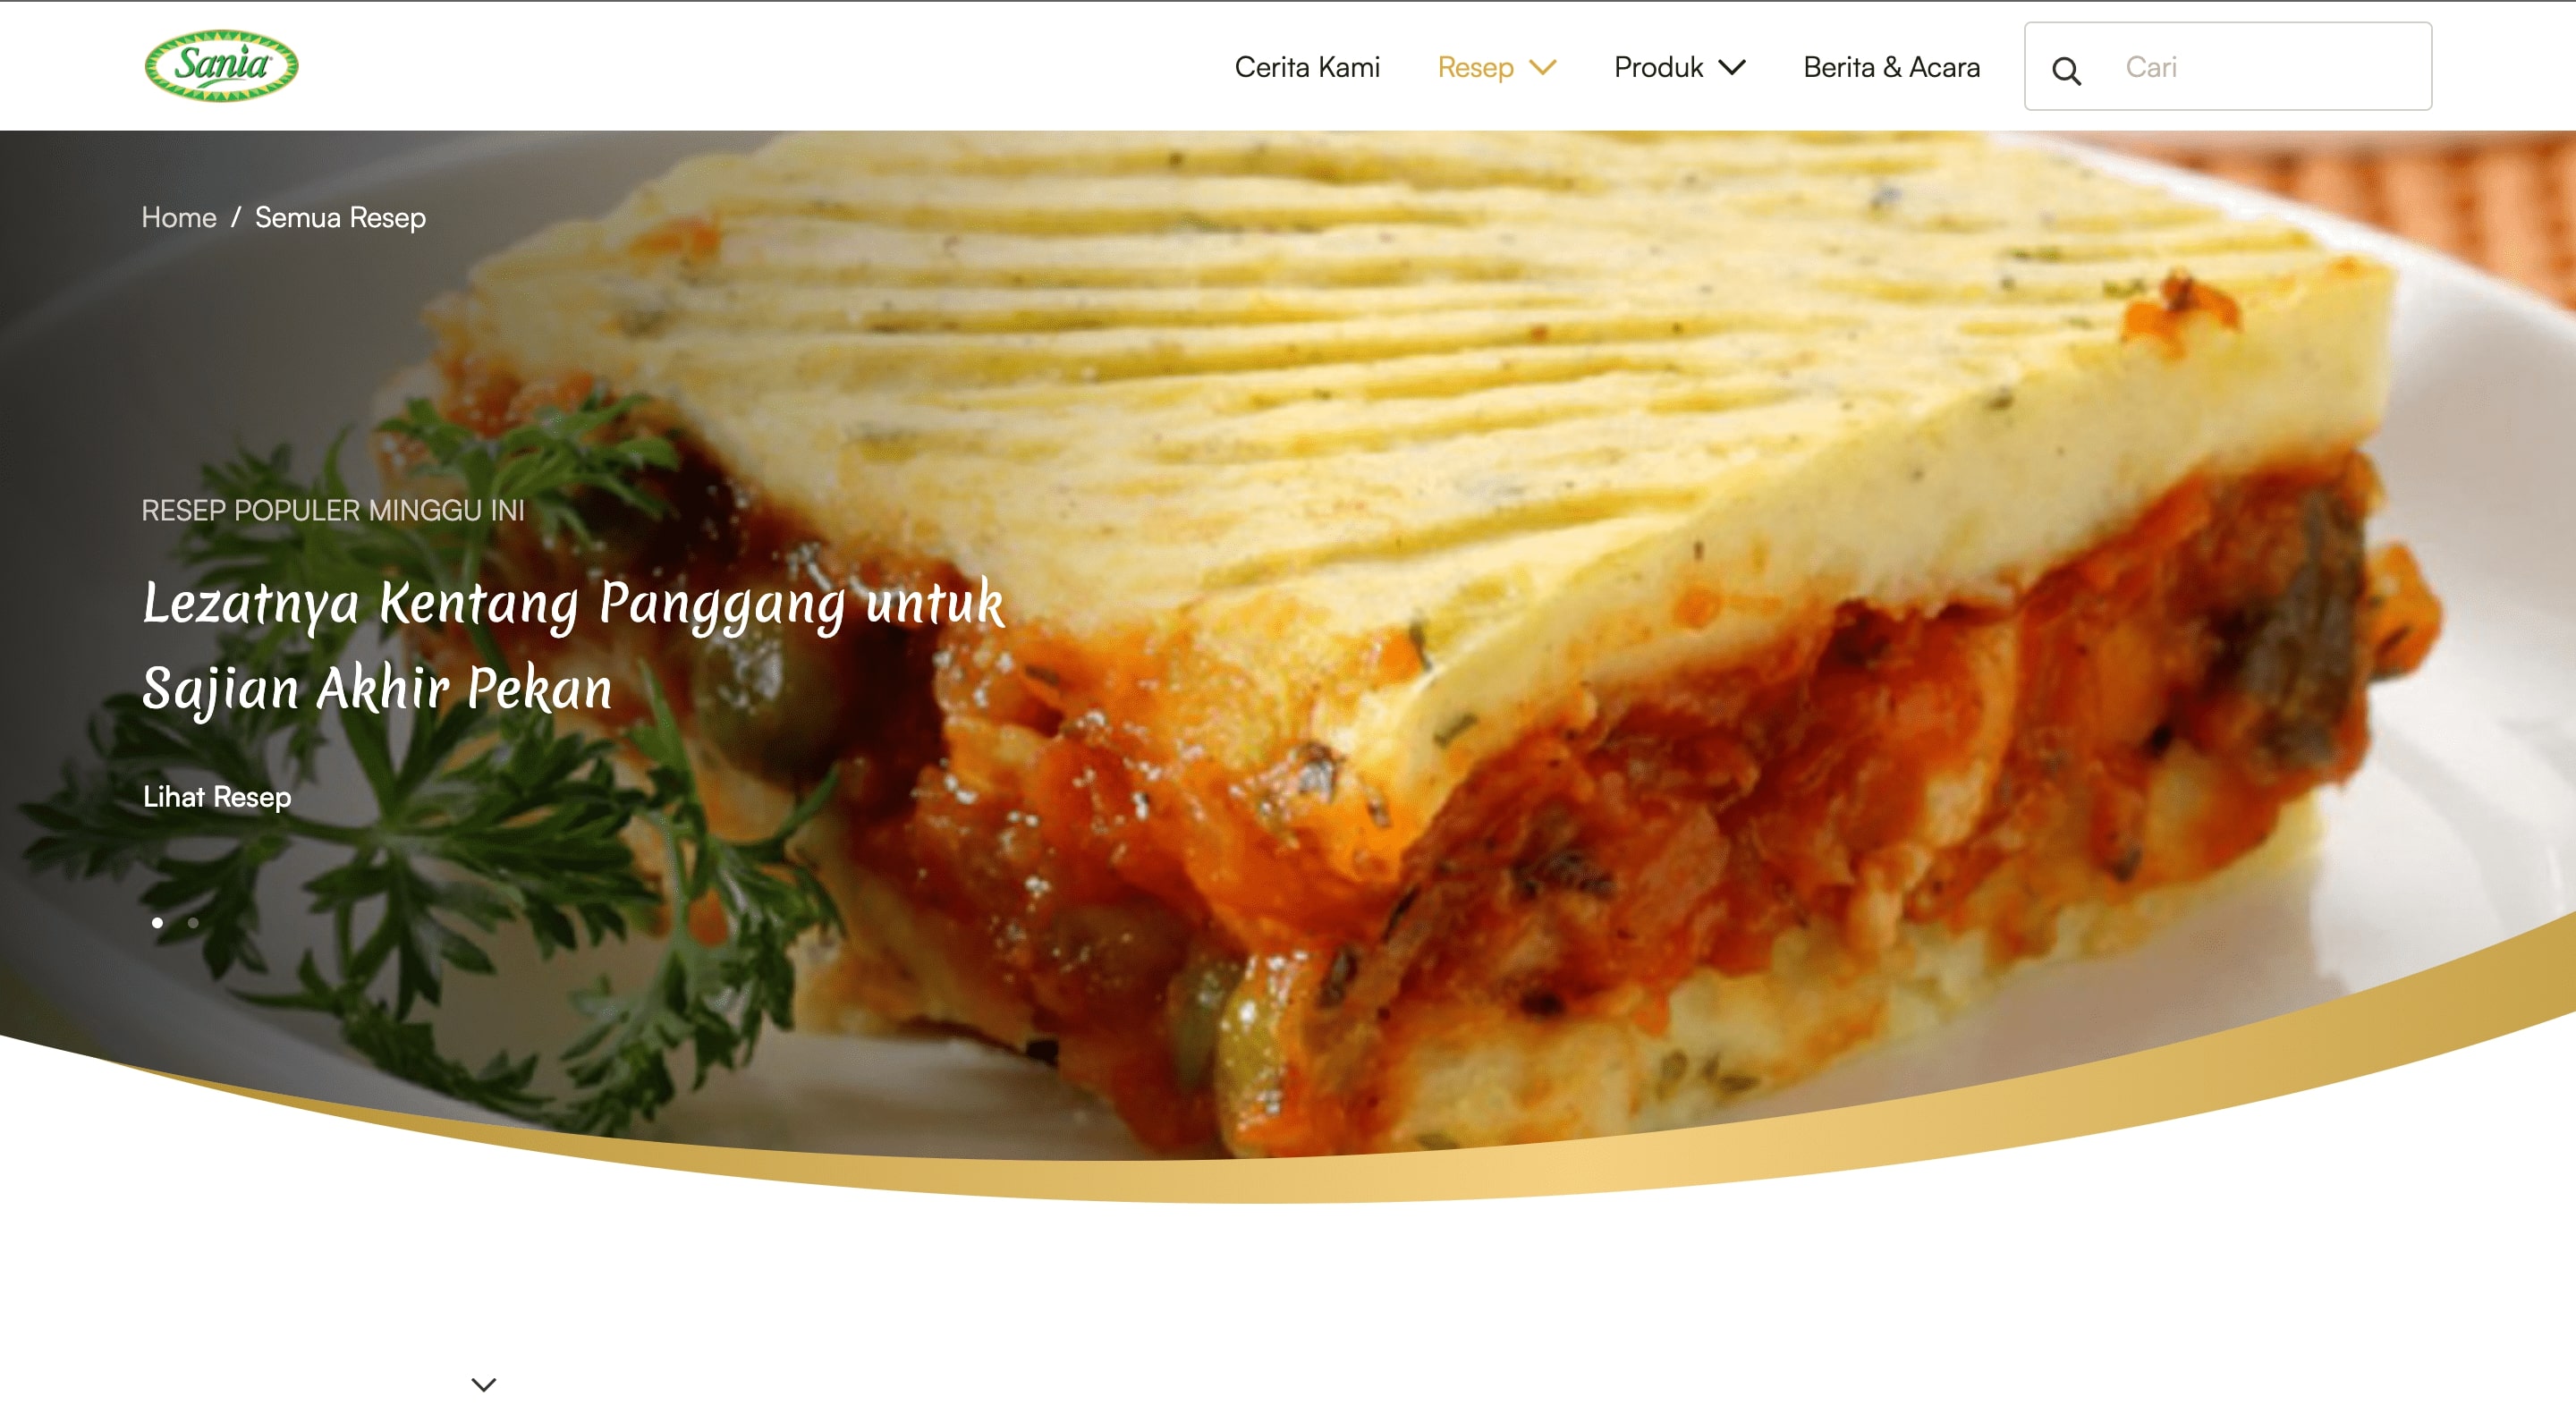 Sania
Cerita Kami
Resep
Produk
Berita & Acara
Cari
Home / Semua Resep
RESEP POPULER MINGGU INI
Lezatnya Kentang Panggang untuk
Sajian Akhir Pekan
Lihat Resep